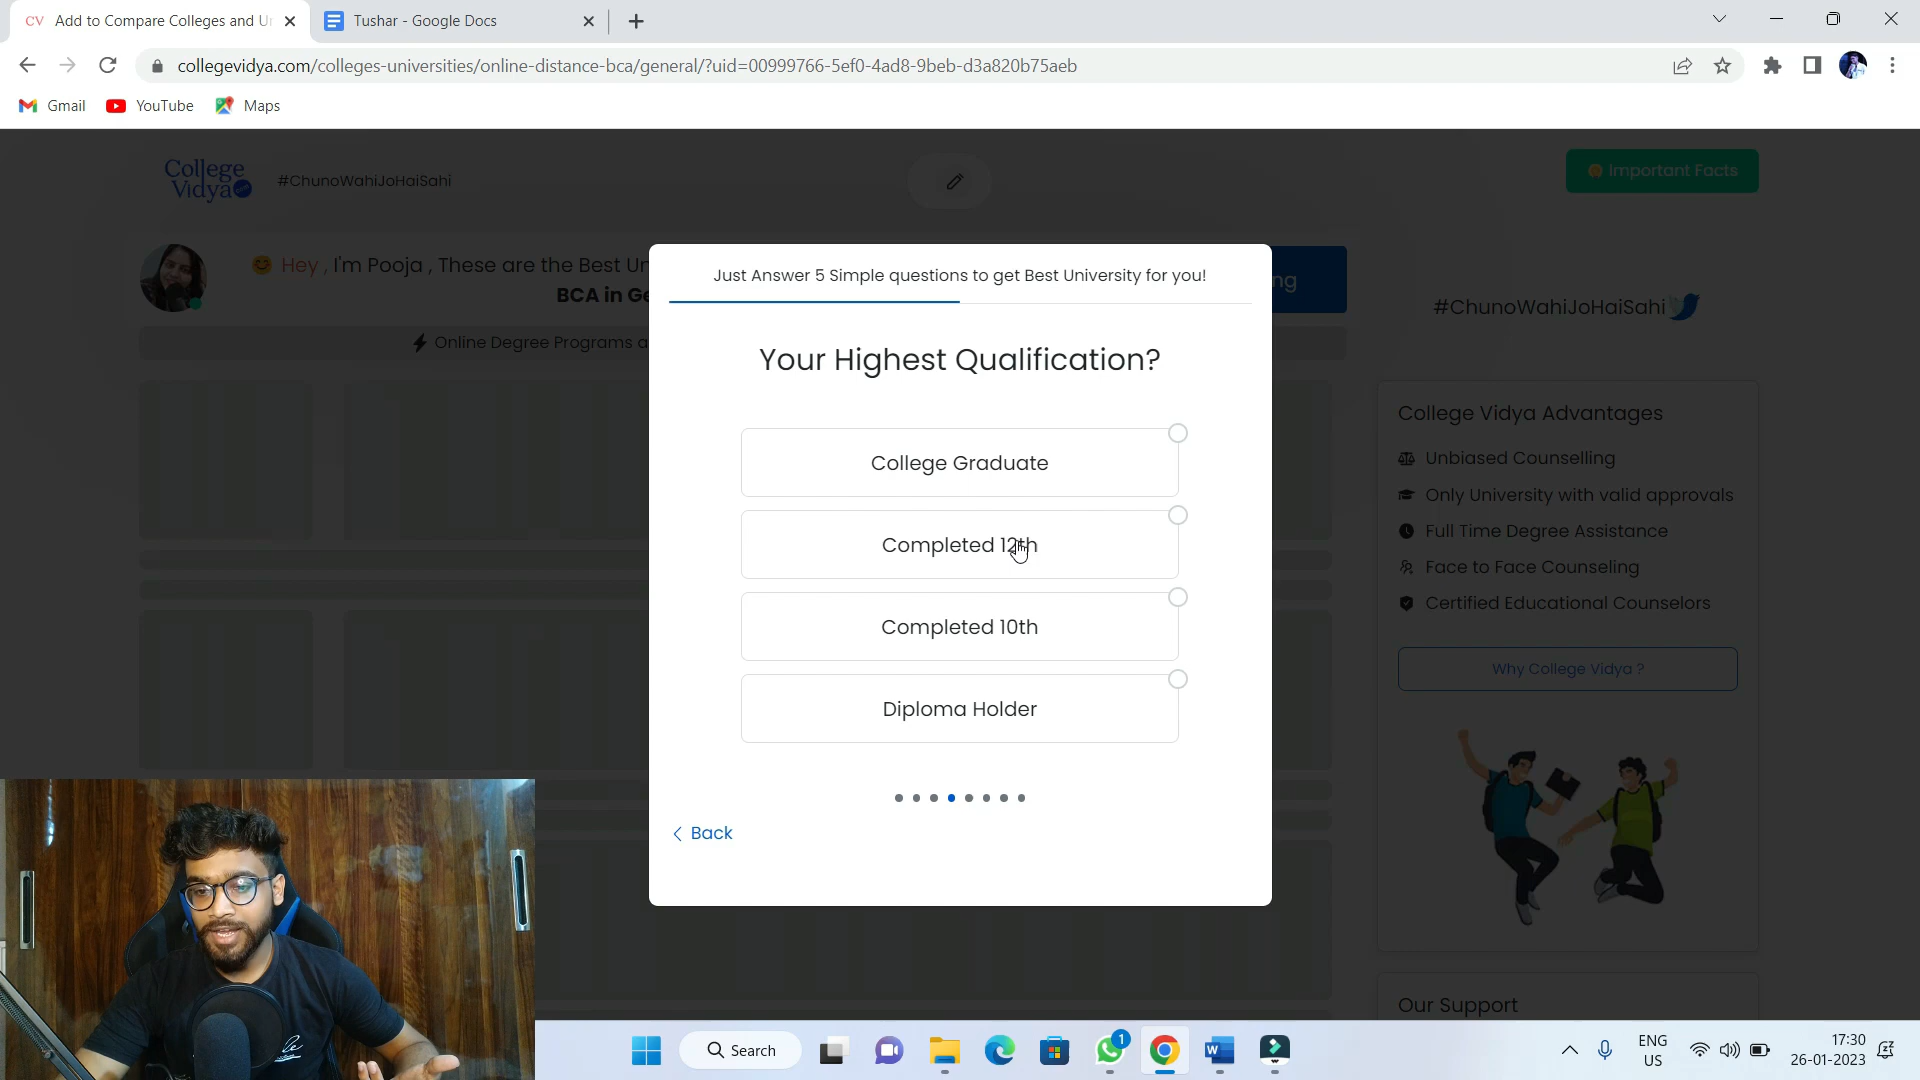 CV Add to Compare Colleges and Un
Tushar - Google Docs
collegevidya.com/colleges-universities/online-distance-bca/general/?uid=00999766-5ef0-4ad8-9beb-d3a820b75aeb
Gmail
YouTube
Maps
College Vidya
#ChunoWahiJoHaiSahi
Important Facts
Hey , I'm Pooja , These are the Best Un
BCA in Ge
ng
#ChunoWahiJoHaiSahi
Online Degree Programs a
Just Answer 5 Simple questions to get Best University for you!
Your Highest Qualification?
College Graduate
Completed 12th
Completed 10th
Diploma Holder
Back
College Vidya Advantages
Unbiased Counselling
Only University with valid approvals
Full Time Degree Assistance
Face to Face Counseling
Certified Educational Counselors
Why College Vidya ?
Our Support
Search
1
ENG
US
17:30
26-01-2023